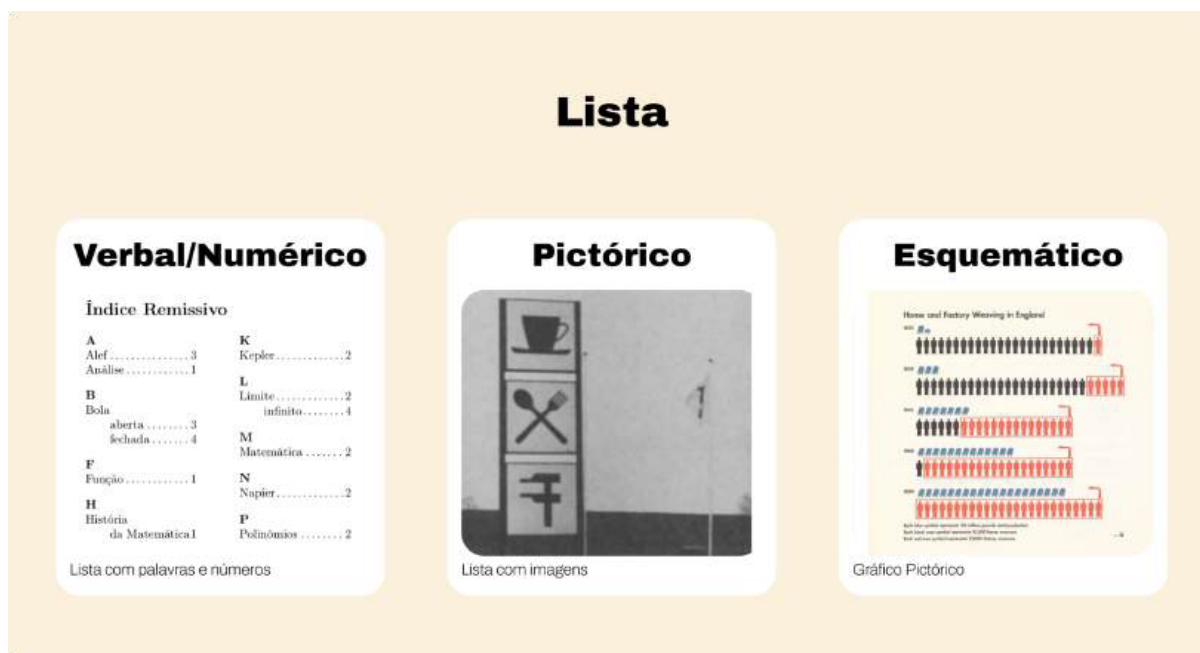 Lista
Verbal/Numérico
Índice Remissivo
A
Alef . . . . . . . . . . . . . . . 3
Análise . . . . . . . . . . . . 1
B
Bola
aberta . . . . . . . . 3
fechada . . . . . . . 4
F
Função . . . . . . . . . . . . 1
H
História
da Matemática1
K
Kepler . . . . . . . . . . . . 2
L
Limite . . . . . . . . . . . . 2
infinito . . . . . . . . 4
M
Matemática . . . . . . . 2
N
Napier . . . . . . . . . . . . 2
P
Polinômios . . . . . . . . 2
Lista com palavras e números
Pictórico
Lista com imagens
Esquemático
Home and Factory Weaving in England
Gráfico Pictórico